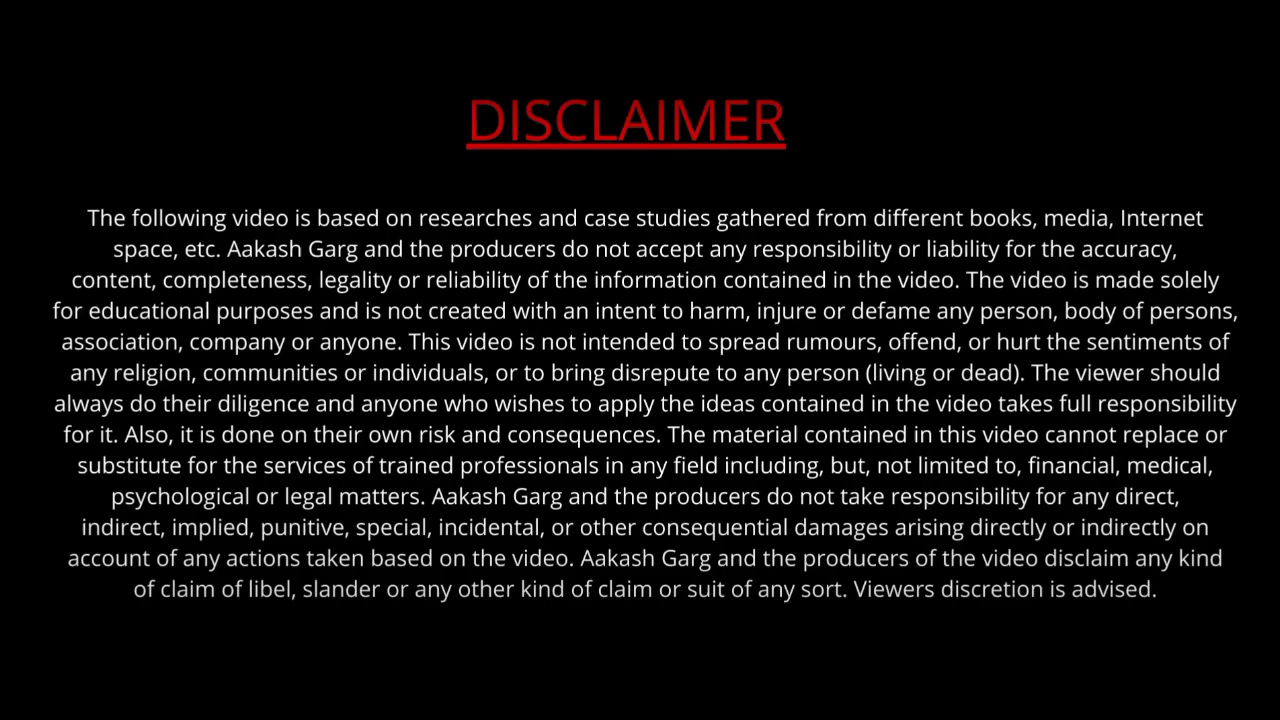 DISCLAIMER
The following video is based on researches and case studies gathered from different books, media, Internet
space, etc. Aakash Garg and the producers do not accept any responsibility or liability for the accuracy,
content, completeness, legality or reliability of the information contained in the video. The video is made solely
for educational purposes and is not created with an intent to harm, injure or defame any person, body of persons,
association, company or anyone. This video is not intended to spread rumours, offend, or hurt the sentiments of
any religion, communities or individuals, or to bring disrepute to any person (living or dead). The viewer should
always do their diligence and anyone who wishes to apply the ideas contained in the video takes full responsibility
for it. Also, it is done on their own risk and consequences. The material contained in this video cannot replace or
substitute for the services of trained professionals in any field including, but, not limited to, financial, medical,
psychological or legal matters. Aakash Garg and the producers do not take responsibility for any direct,
indirect, implied, punitive, special, incidental, or other consequential damages arising directly or indirectly on
account of any actions taken based on the video. Aakash Garg and the producers of the video disclaim any kind
of claim of libel, slander or any other kind of claim or suit of any sort. Viewers discretion is advised.